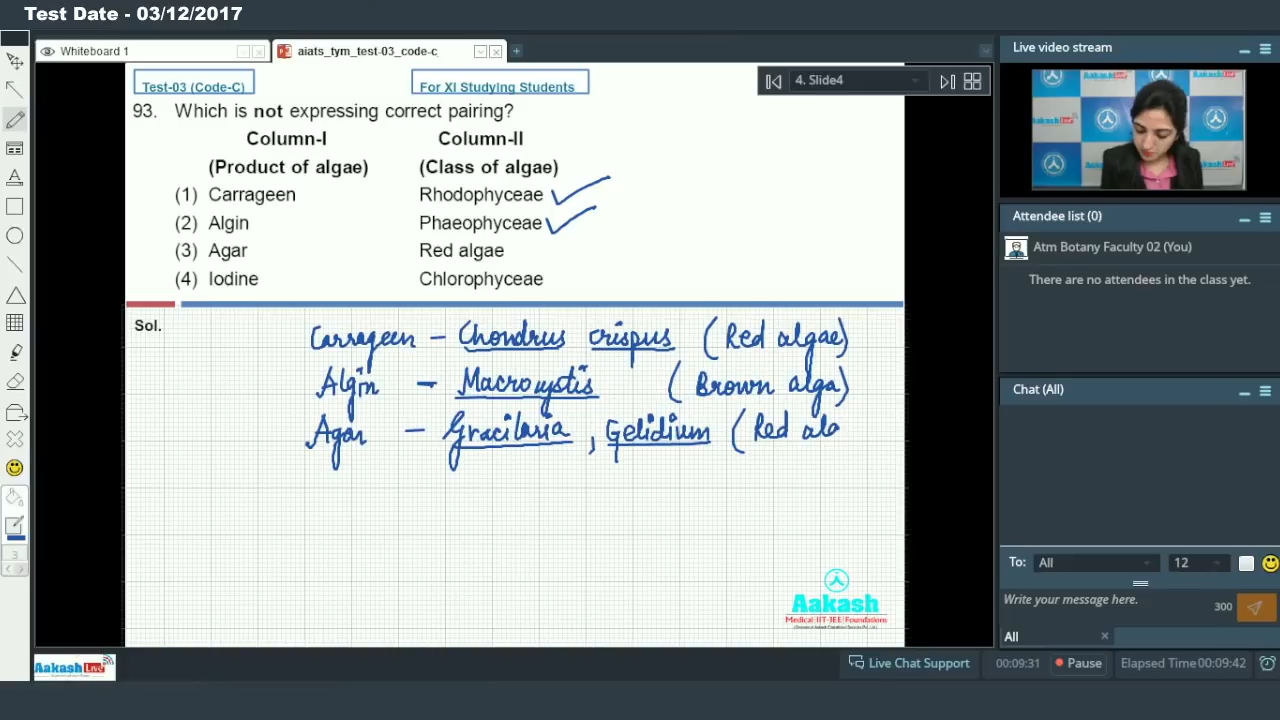 Test Date - 03/12/2017
Whiteboard 1
aiats_tym_test-03_code-c
Test-03 (Code-C)
For XI Studying Students
4. Slide4
93. Which is not expressing correct pairing?
Column-I Column-II
(Product of algae) (Class of algae)
(1) Carrageen Rhodophyceae
(2) Algin Phaeophyceae
(3) Agar Red algae
(4) Iodine Chlorophyceae
Sol.
Carrageen – Chondrus crispus (Red algae)
Algin – Macrocystis (Brown alga)
Agar – Gracilaria, Gelidium (Red ala
Aakash
Medical|IIT-JEE|Foundations
Live video stream
Attendee list (0)
Atm Botany Faculty 02 (You)
There are no attendees in the class yet.
Chat (All)
To: All 12
Write your message here. 300
All
3
Aakash Live
Live Chat Support 00:09:31 Pause Elapsed Time 00:09:42